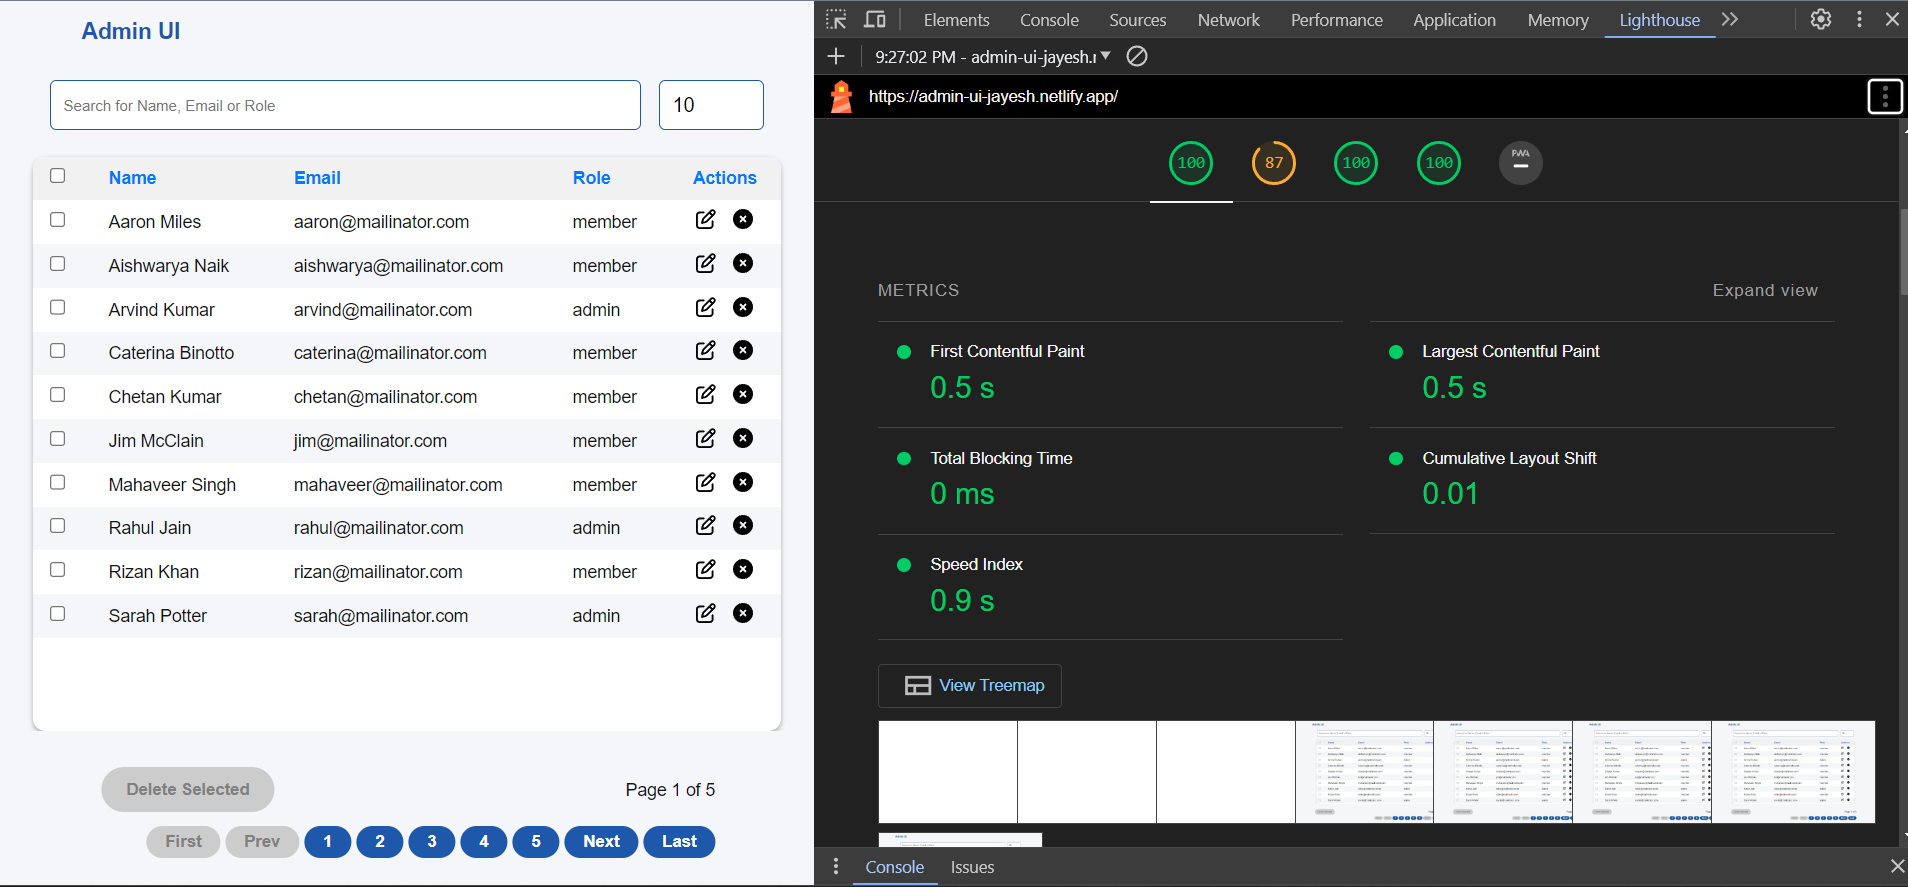 Admin UI
Search for Name, Email or Role
10
Name Email Role Actions
Aaron Miles aaron@mailinator.com member
Aishwarya Naik aishwarya@mailinator.com member
Arvind Kumar arvind@mailinator.com admin
Caterina Binotto caterina@mailinator.com member
Chetan Kumar chetan@mailinator.com member
Jim McClain jim@mailinator.com member
Mahaveer Singh mahaveer@mailinator.com member
Rahul Jain rahul@mailinator.com admin
Rizan Khan rizan@mailinator.com member
Sarah Potter sarah@mailinator.com admin
Delete Selected
Page 1 of 5
First Prev 1 2 3 4 5 Next Last
Elements Console Sources Network Performance Application Memory Lighthouse
9:27:02 PM - admin-ui-jayesh.
https://admin-ui-jayesh.netlify.app/
100 87 100 100 PWA
METRICS
Expand view
First Contentful Paint
0.5 s
Largest Contentful Paint
0.5 s
Total Blocking Time
0 ms
Cumulative Layout Shift
0.01
Speed Index
0.9 s
View Treemap
Console Issues